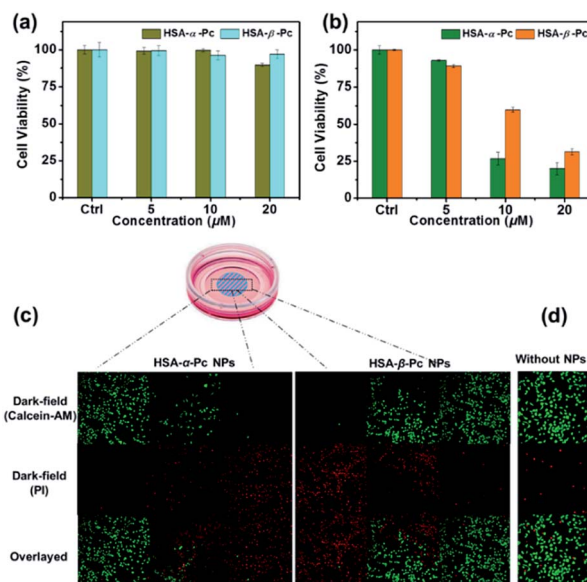 (a)
HSA-α-Pc HSA-β-Pc
Cell Viability (%)
100
75
50
25
0
Ctrl 5 10 20
Concentration (μM)
(b)
HSA-α-Pc HSA-β-Pc
Cell Viability (%)
100
75
50
25
0
Ctrl 5 10 20
Concentration (μM)
(c)
(d)
HSA-α-Pc NPs HSA-β-Pc NPs Without NPs
Dark-field
(Calcein-AM)
Dark-field
(PI)
Overlayed